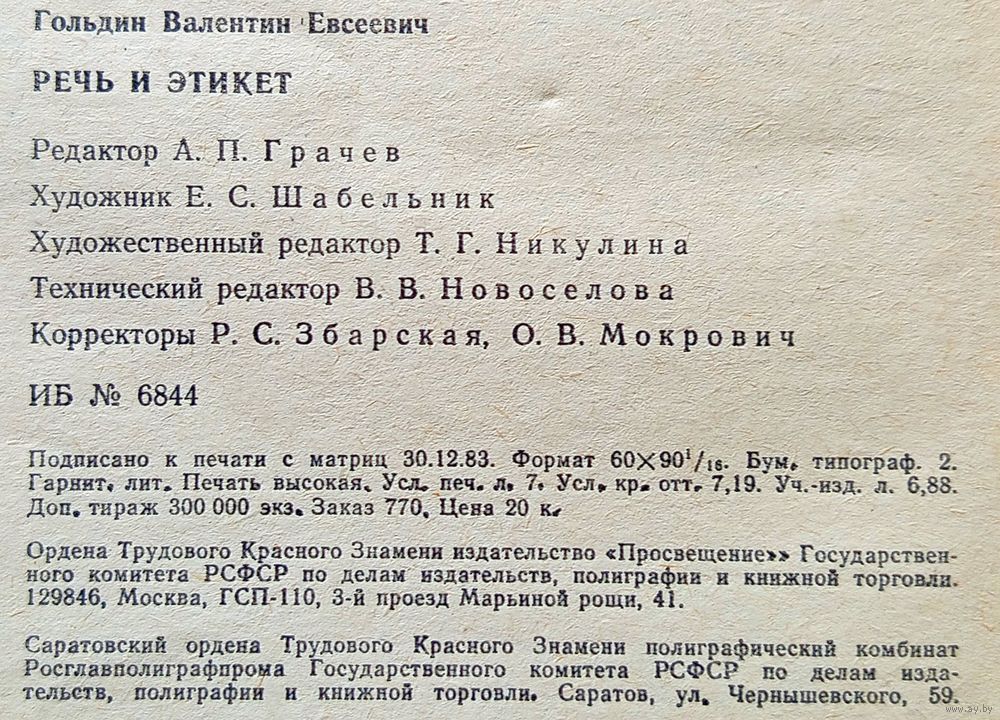 Гольдин Валентин Евсеевич
РЕЧЬ И ЭТИКЕТ
Редактор А. П. Грачев
Художник Е. С. Шабельник
Художественный редактор Т. Г. Никулина
Технический редактор В. В. Новоселова
Корректоры Р. С. Збарская, О. В. Мокрович
ИБ № 6844
Подписано к печати с матриц 30.12.83. Формат 60×90¹/₁₆. Бум. типограф. 2.
Гарнит. лит. Печать высокая. Усл. печ. л. 7. Усл. кр. отт. 7,19. Уч.-изд. л. 6,88.
Доп. тираж 300 000 экз. Заказ 770. Цена 20 к.
Ордена Трудового Красного Знамени издательство «Просвещение» Государствен-
ного комитета РСФСР по делам издательств, полиграфии и книжной торговли.
129846, Москва, ГСП-110, 3-й проезд Марьиной рощи, 41.
Саратовский ордена Трудового Красного Знамени полиграфический комбинат
Росглавполиграфпрома Государственного комитета РСФСР по делам изда-
тельств, полиграфии и книжной торговли. Саратов, ул. Чернышевского, 59.
www.ay.by